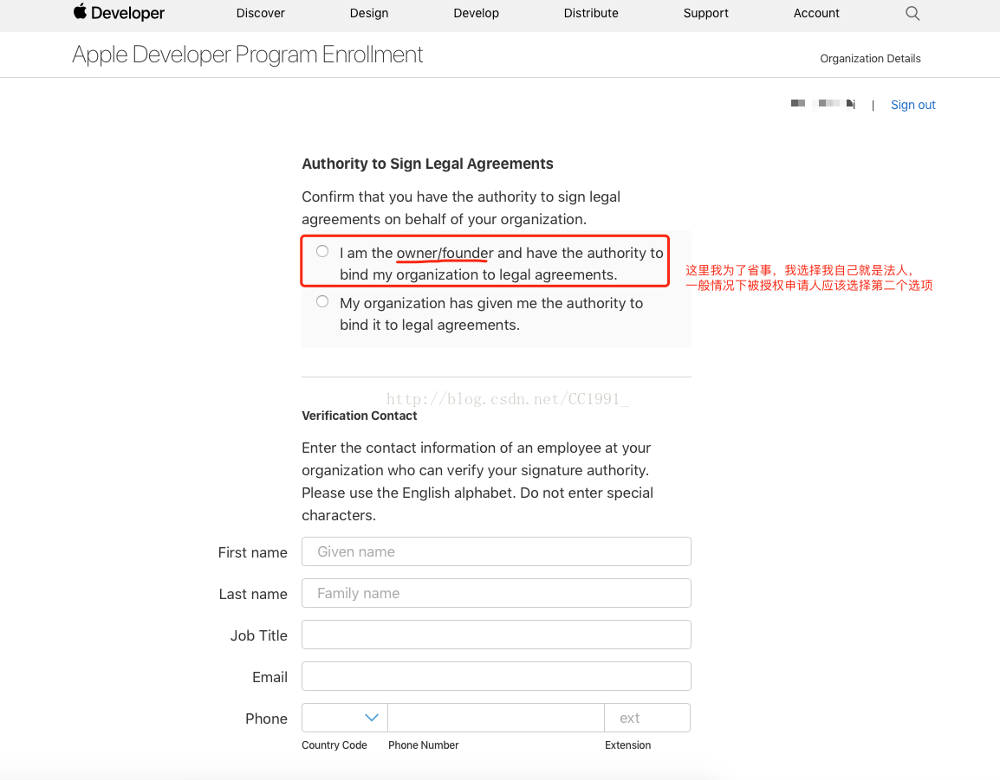 Developer
Discover
Design
Develop
Distribute
Support
Account
Apple Developer Program Enrollment
Organization Details
| Sign out
Authority to Sign Legal Agreements
Confirm that you have the authority to sign legal
agreements on behalf of your organization.
I am the owner/founder and have the authority to
bind my organization to legal agreements.
这里我为了省事，我选择我自己就是法人，
一般情况下被授权申请人应该选择第二个选项
My organization has given me the authority to
bind it to legal agreements.
http://blog.csdn.net/CC1991_
Verification Contact
Enter the contact information of an employee at your
organization who can verify your signature authority.
Please use the English alphabet. Do not enter special
characters.
First name
Given name
Last name
Family name
Job Title
Email
Phone
ext
Country Code
Phone Number
Extension